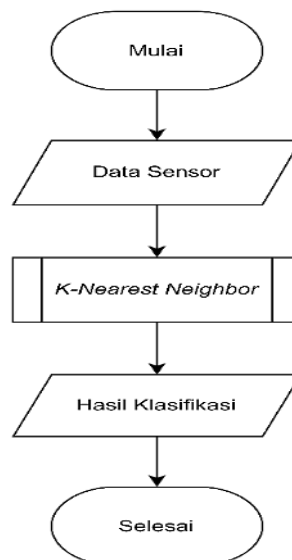 Mulai
Data Sensor
K-Nearest Neighbor
Hasil Klasifikasi
Selesai